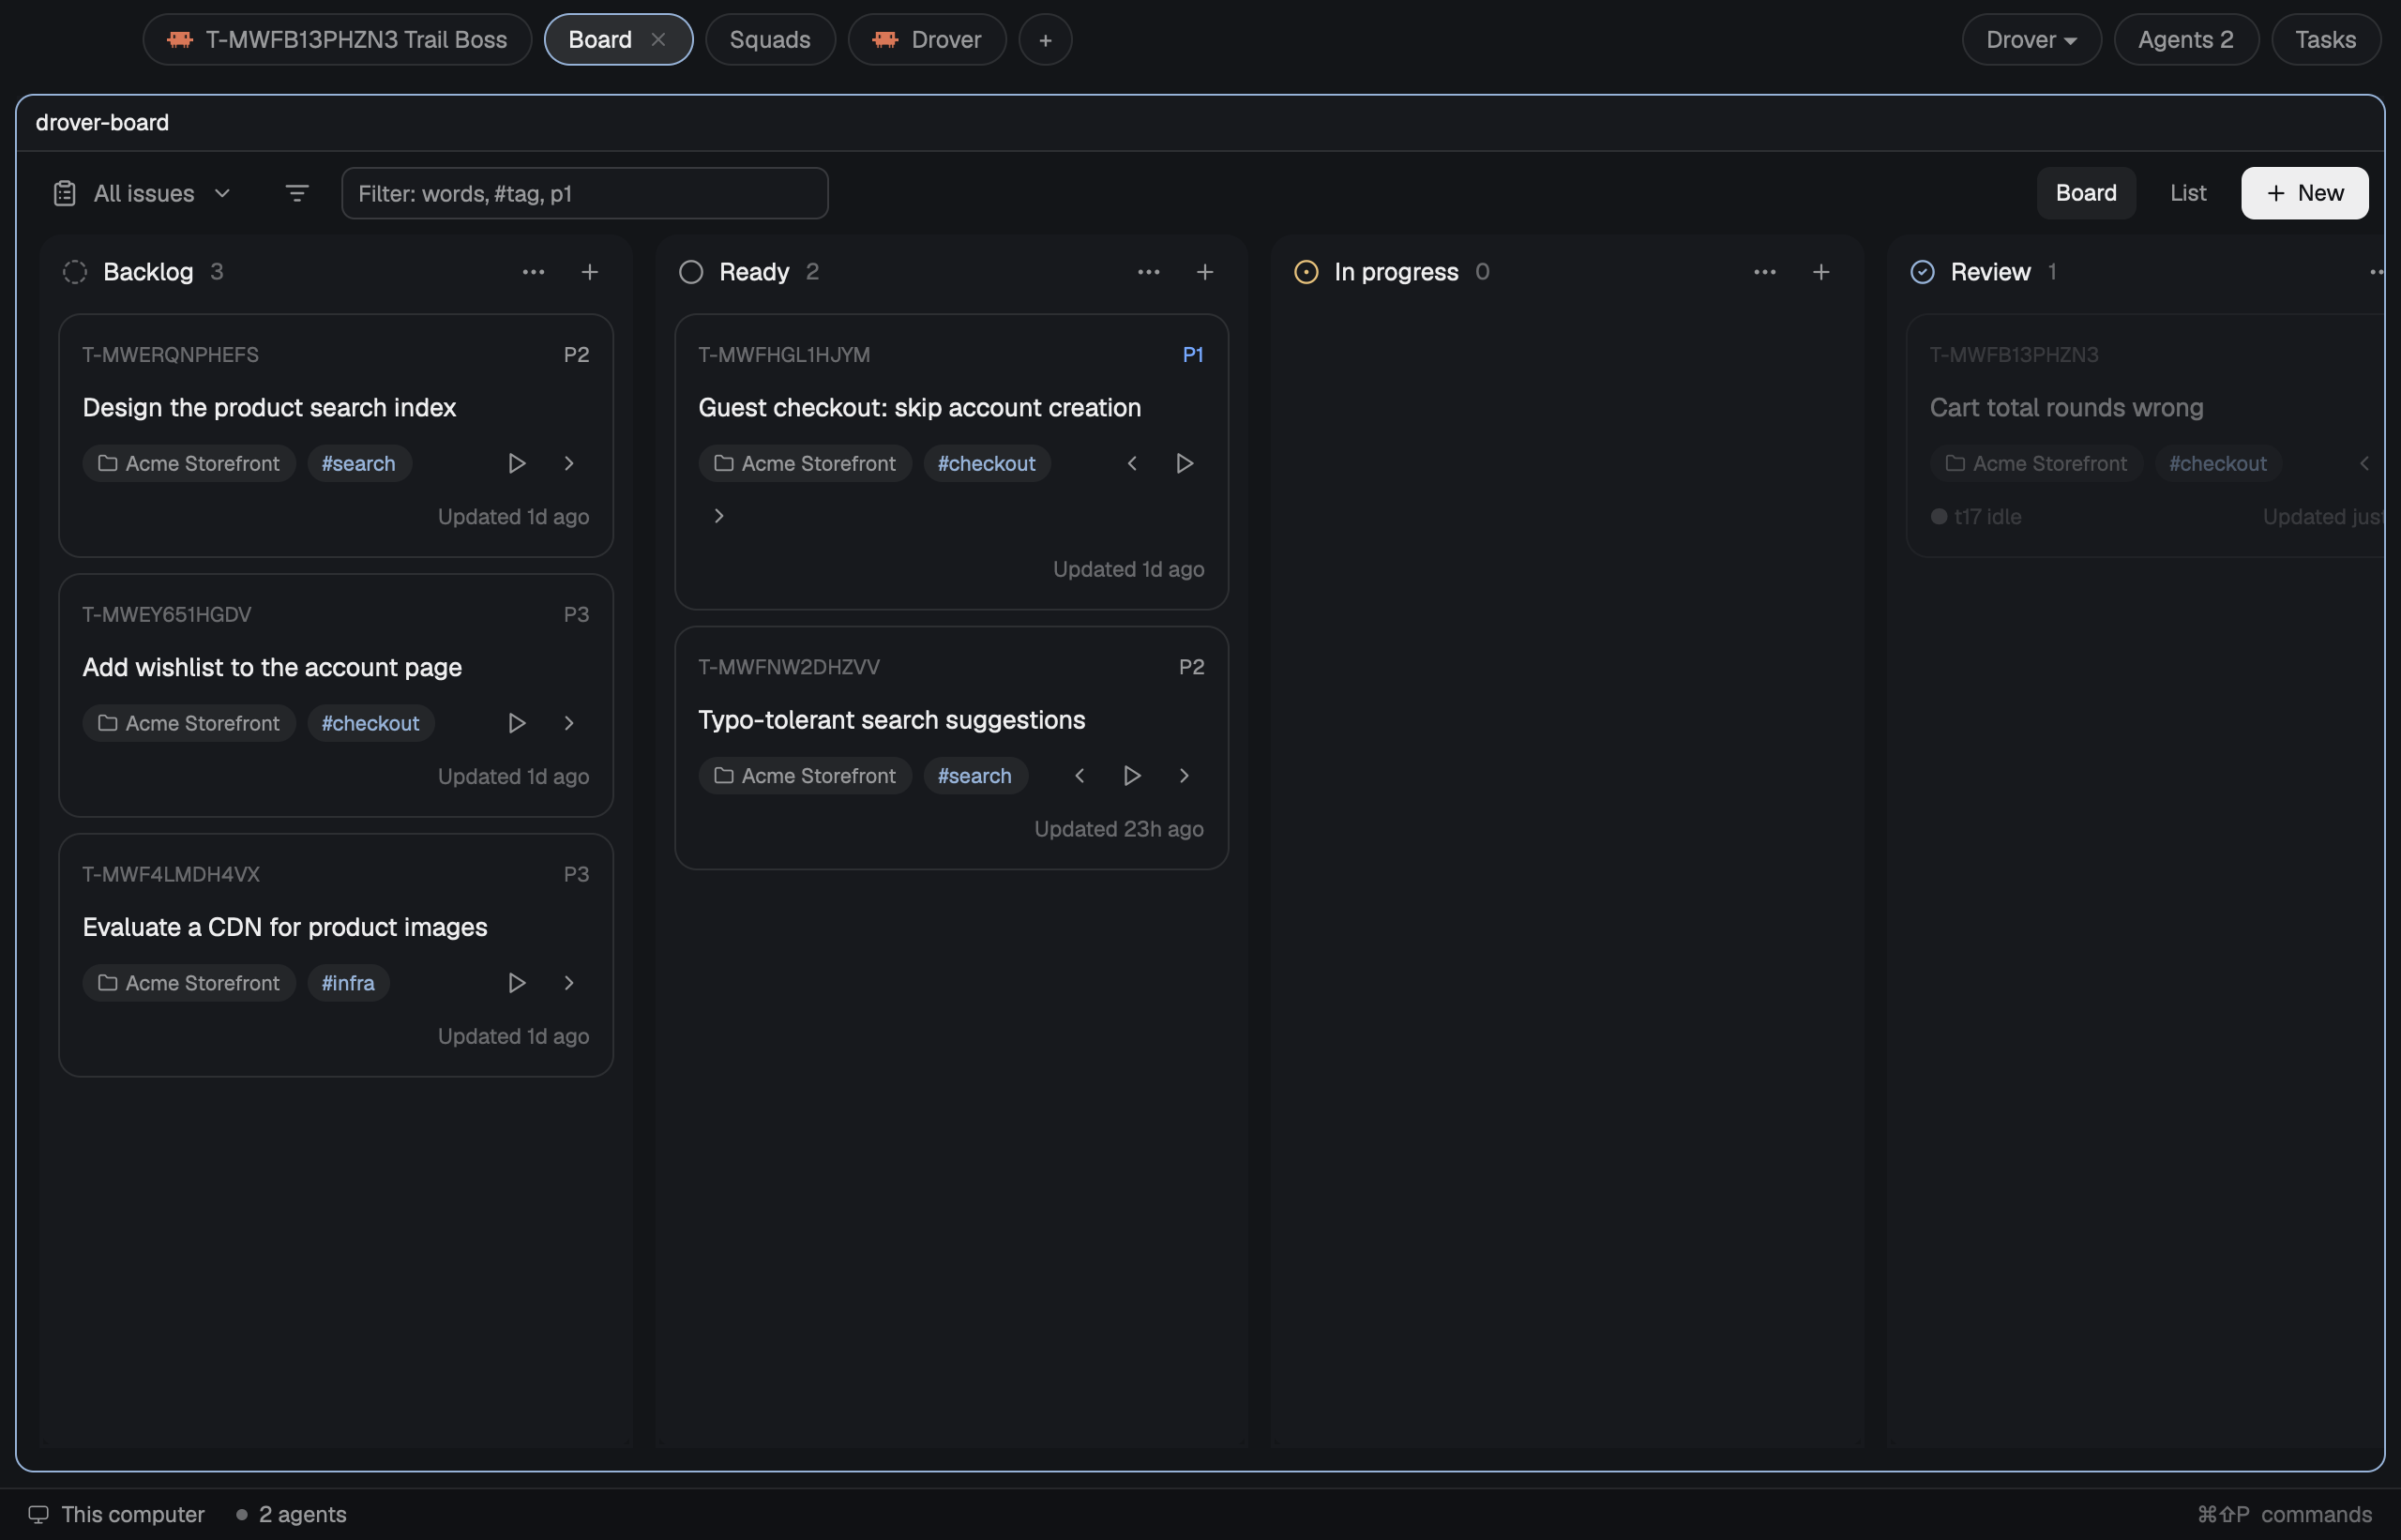 T-MWFB13PHZN3 Trail Boss
Board
Squads
Drover
+
Drover
Agents 2
Tasks
drover-board
All issues
Filter: words, #tag, p1
Board
List
+ New
Backlog 3
T-MWERQNPHEFS P2
Design the product search index
Acme Storefront #search
Updated 1d ago
T-MWEY651HGDV P3
Add wishlist to the account page
Acme Storefront #checkout
Updated 1d ago
T-MWF4LMDH4VX P3
Evaluate a CDN for product images
Acme Storefront #infra
Updated 1d ago
Ready 2
T-MWFHGL1HJYM P1
Guest checkout: skip account creation
Acme Storefront #checkout
Updated 1d ago
T-MWFNW2DHZVV P2
Typo-tolerant search suggestions
Acme Storefront #search
Updated 23h ago
In progress 0
Review 1
T-MWFB13PHZN3
Cart total rounds wrong
Acme Storefront #checkout
t17 idle Updated just
This computer 2 agents
⌘⇧P commands